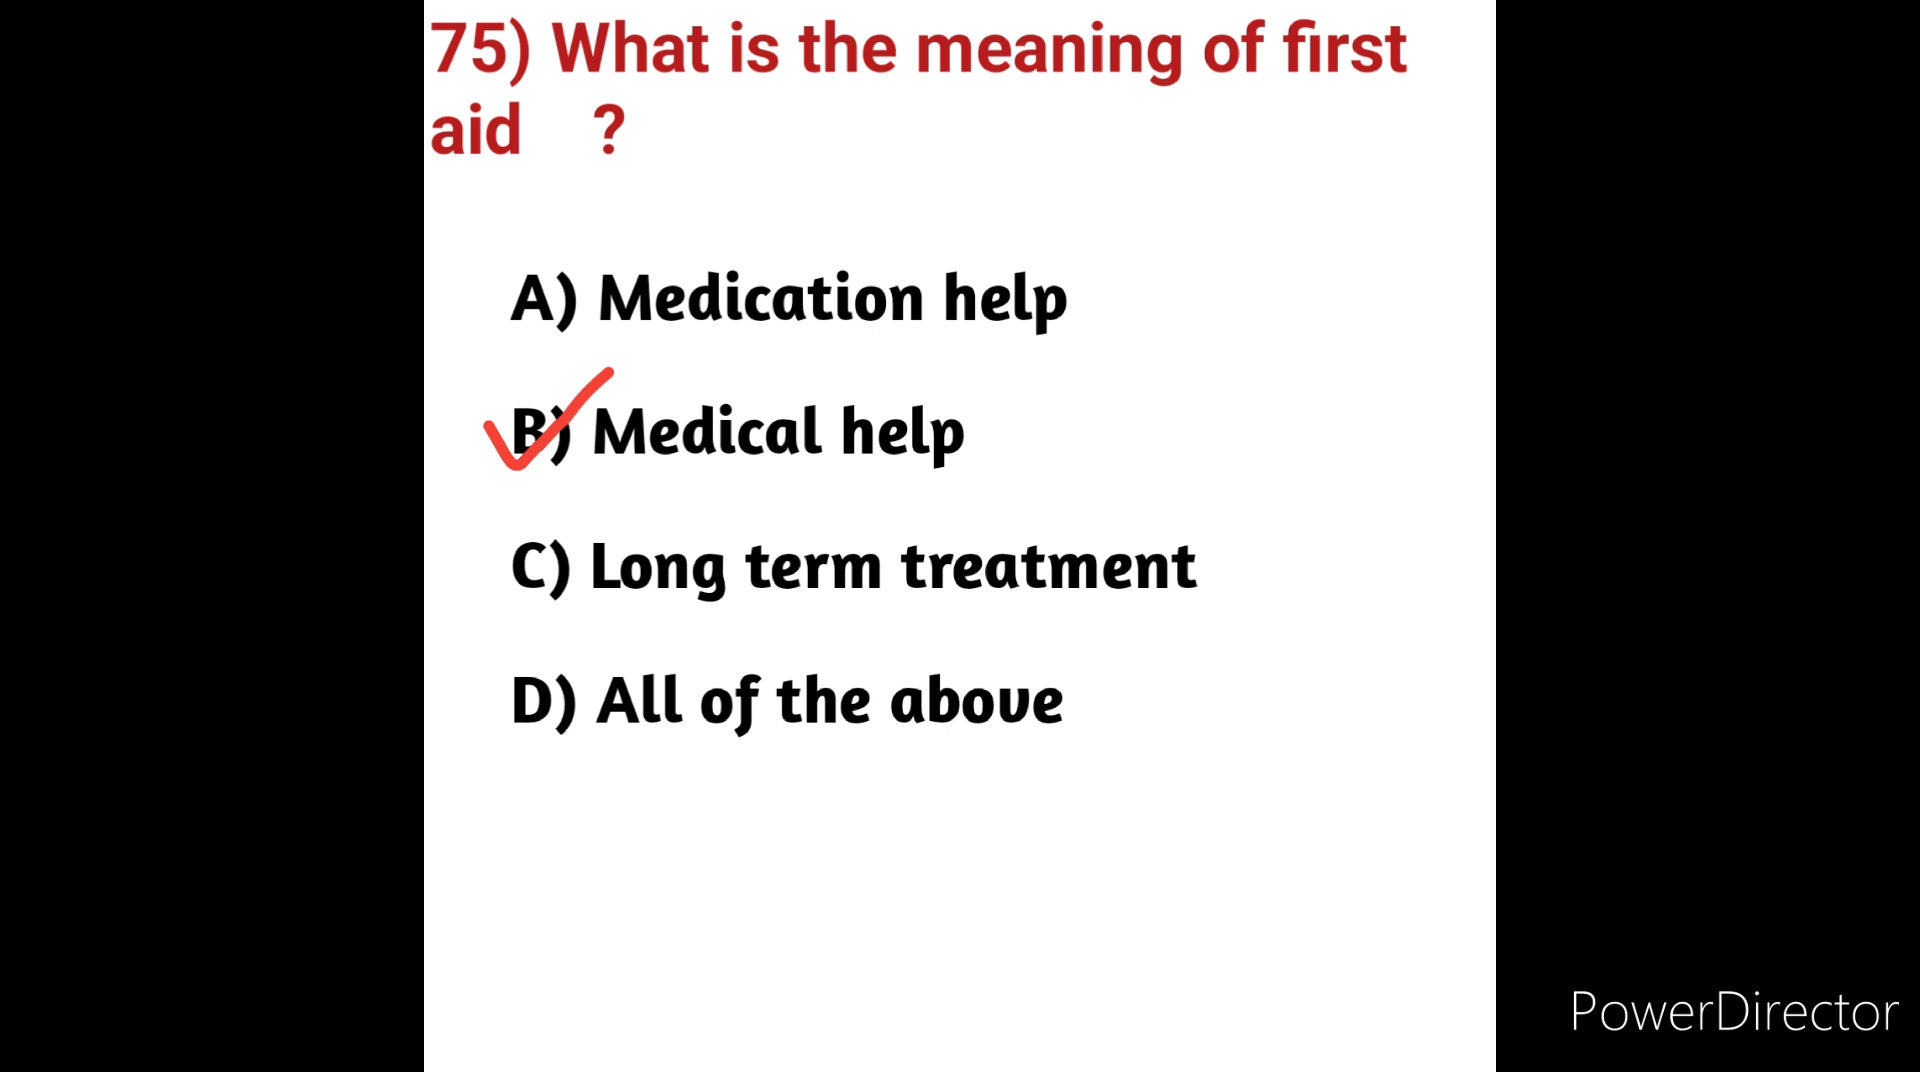 75) What is the meaning of first
aid ?
A) Medication help
B) Medical help
C) Long term treatment
D) All of the above
PowerDirector